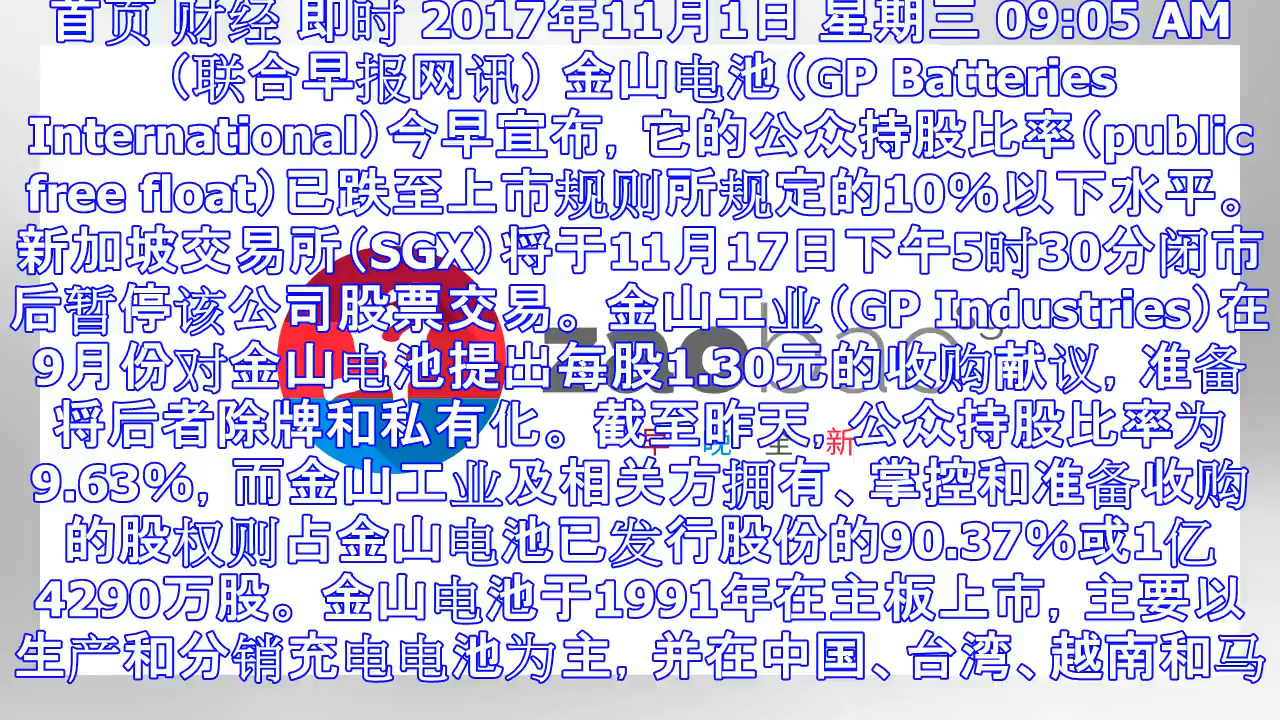 首页 财经 即时 2017年11月1日 星期三 09:05 AM
（联合早报网讯）金山电池（GP Batteries
International）今早宣布，它的公众持股比率（public
free float）已跌至上市规则所规定的10%以下水平。
新加坡交易所（SGX）将于11月17日下午5时30分闭市
后暂停该公司股票交易。金山工业（GP Industries）在
9月份对金山电池提出每股1.30元的收购献议，准备
将后者除牌和私有化。截至昨天，公众持股比率为
9.63%，而金山工业及相关方拥有、掌控和准备收购
的股权则占金山电池已发行股份的90.37%或1亿
4290万股。金山电池于1991年在主板上市，主要以
生产和分销充电电池为主，并在中国、台湾、越南和马
zaobao
早 晚 至 新